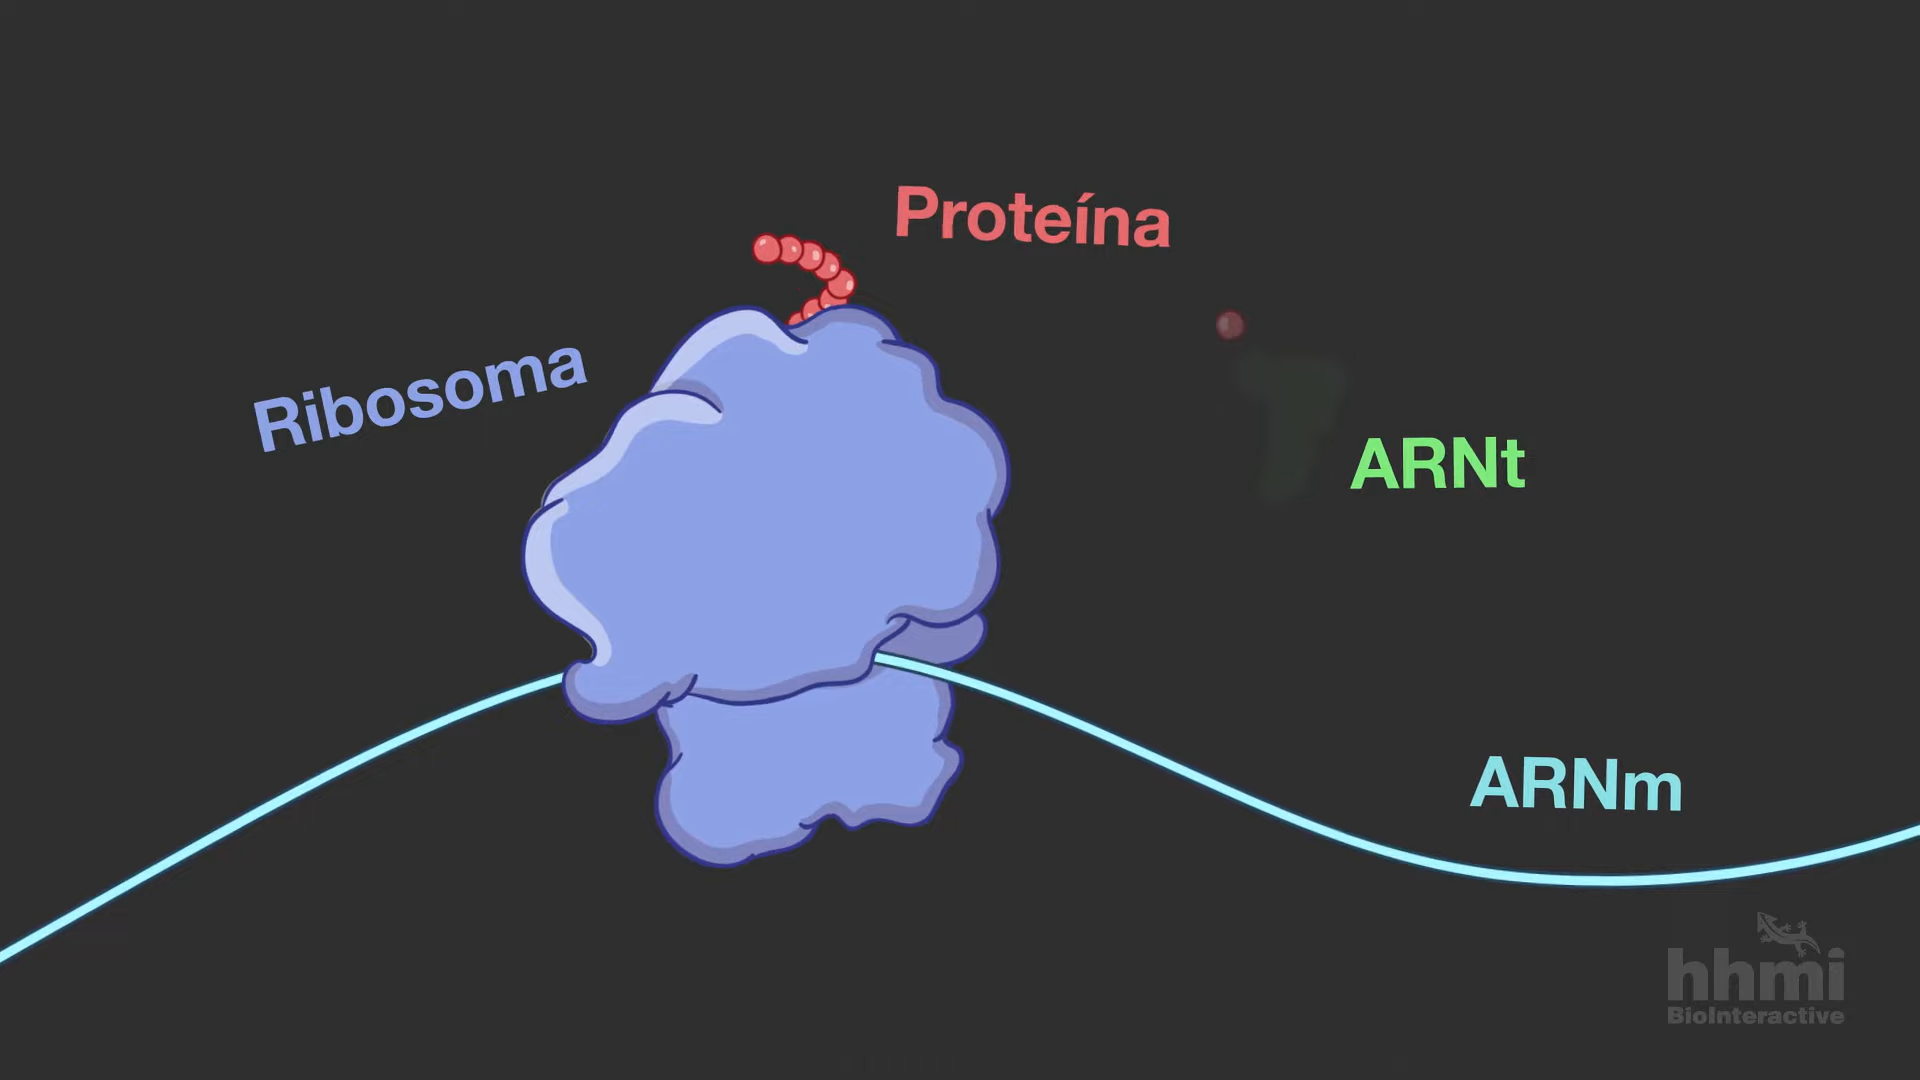 Proteína
Ribosoma
ARNt
ARNm
hhmi
BioInteractive